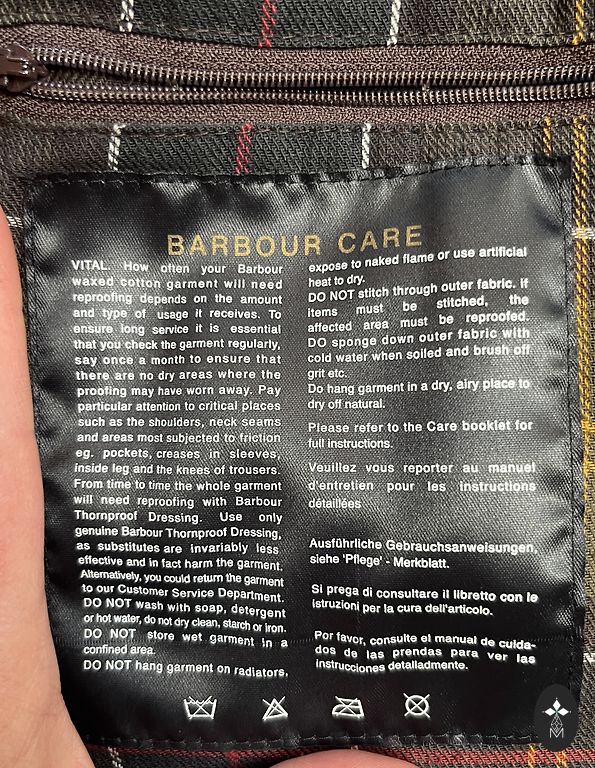 BARBOUR CARE
VITAL. How often your Barbour
waxed cotton garment will need
reproofing depends on the amount
and type of usage it receives. To
ensure long service it is essential
that you check the garment regularly,
say once a month to ensure that
there are no dry areas where the
proofing may have worn away. Pay
particular attention to critical places
such as the shoulders, neck seams
and areas most subjected to friction
eg. pockets, creases in sleeves,
inside leg and the knees of trousers.
From time to time the whole garment
will need reproofing with Barbour
Thornproof Dressing. Use only
genuine Barbour Thornproof Dressing,
as substitutes are invariably less
effective and in fact harm the garment.
Alternatively, you could return the garment
to our Customer Service Department.
DO NOT wash with soap, detergent
or hot water, do not dry clean, starch or iron.
DO NOT store wet garment in a
confined area.
DO NOT hang garment on radiators,
expose to naked flame or use artificial
heat to dry.
DO NOT stitch through outer fabric. If
items must be stitched, the
affected area must be reproofed.
DO sponge down outer fabric with
cold water when soiled and brush off
grit etc.
Do hang garment in a dry, airy place to
dry off natural.
Please refer to the Care booklet for
full instructions.
Veuillez vous reporter au manuel
d'entretien pour les instructions
détaillées
Ausführliche Gebrauchsanweisungen,
siehe 'Pflege' - Merkblatt.
Si prega di consultare il libretto con le
istruzioni per la cura dell'articolo.
Por favor, consulte el manual de cuida-
dos de las prendas para ver las
instrucciones detalladmente.